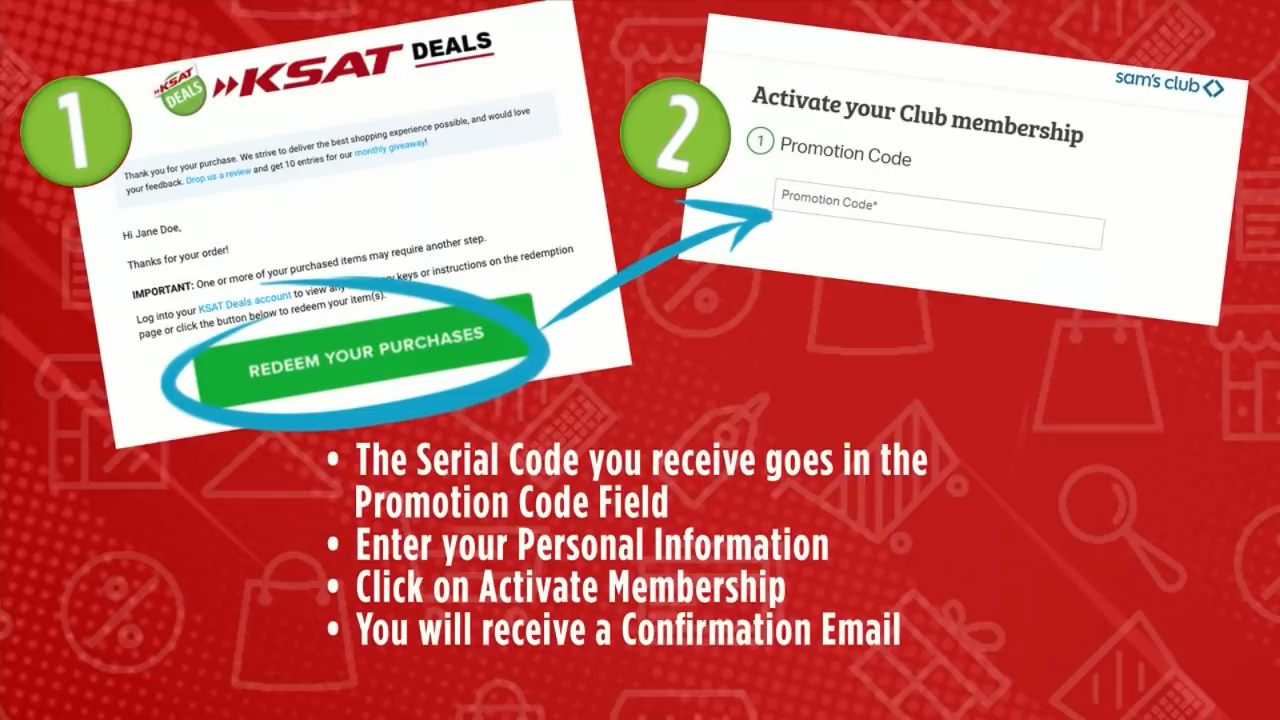 1
KSAT
DEALS
KSAT DEALS
Thank you for your purchase. We strive to deliver the best shopping experience possible, and would love
your feedback. Drop us a review and get 10 entries for our monthly giveaway!
Hi Jane Doe,
Thanks for your order!
IMPORTANT: One or more of your purchased items may require another step.
Log into your KSAT Deals account to view any keys or instructions on the redemption
page or click the button below to redeem your item(s).
REDEEM YOUR PURCHASES
2
sam's club
Activate your Club membership
1 Promotion Code
Promotion Code*
• The Serial Code you receive goes in the
Promotion Code Field
• Enter your Personal Information
• Click on Activate Membership
• You will receive a Confirmation Email